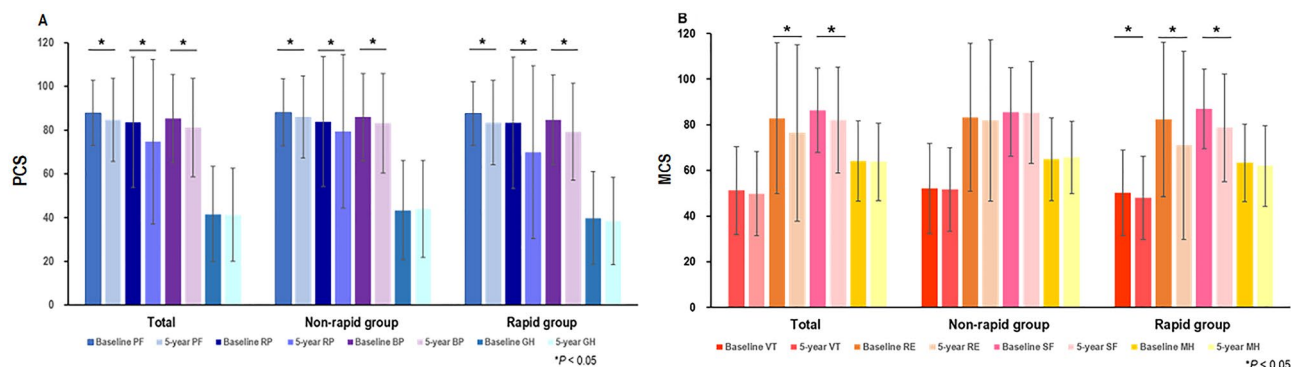 A
* * * * * * * * *
120
100
80
60
40
20
0
PCS
Total Non-rapid group Rapid group
Baseline PF 5-year PF Baseline RP 5-year RP Baseline BP 5-year BP Baseline GH 5-year GH
*P < 0.05
B
* * * * *
120
100
80
60
40
20
0
MCS
Total Non-rapid group Rapid group
Baseline VT 5-year VT Baseline RE 5-year RE Baseline SF 5-year SF Baseline MH 5-year MH
*P < 0.05